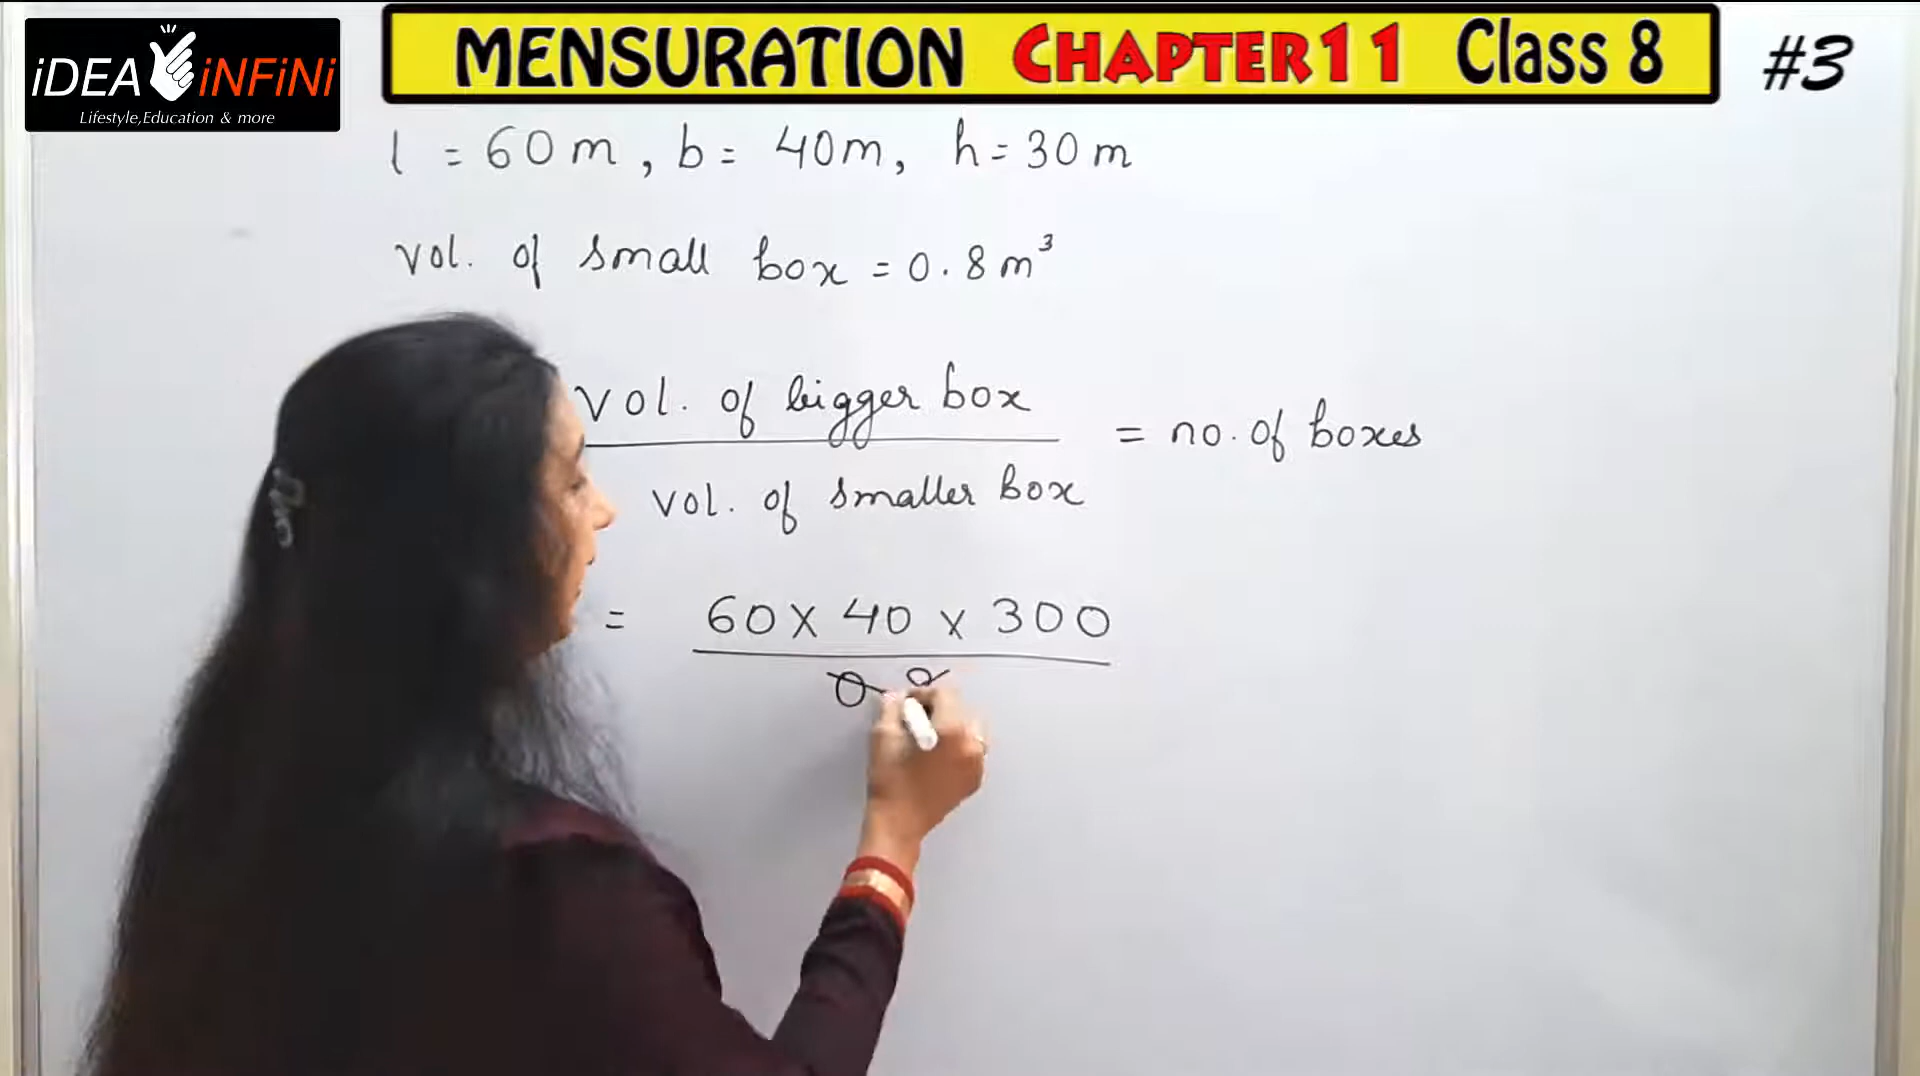 iDEA iNFiNi
Lifestyle,Education & more
MENSURATION CHAPTER11 Class 8 #3
l = 60 m , b = 40m, h = 30 m
vol. of small box = 0.8 m³
vol. of bigger box
= no. of boxes
vol. of smaller box
= 60 X 40 x 300
0